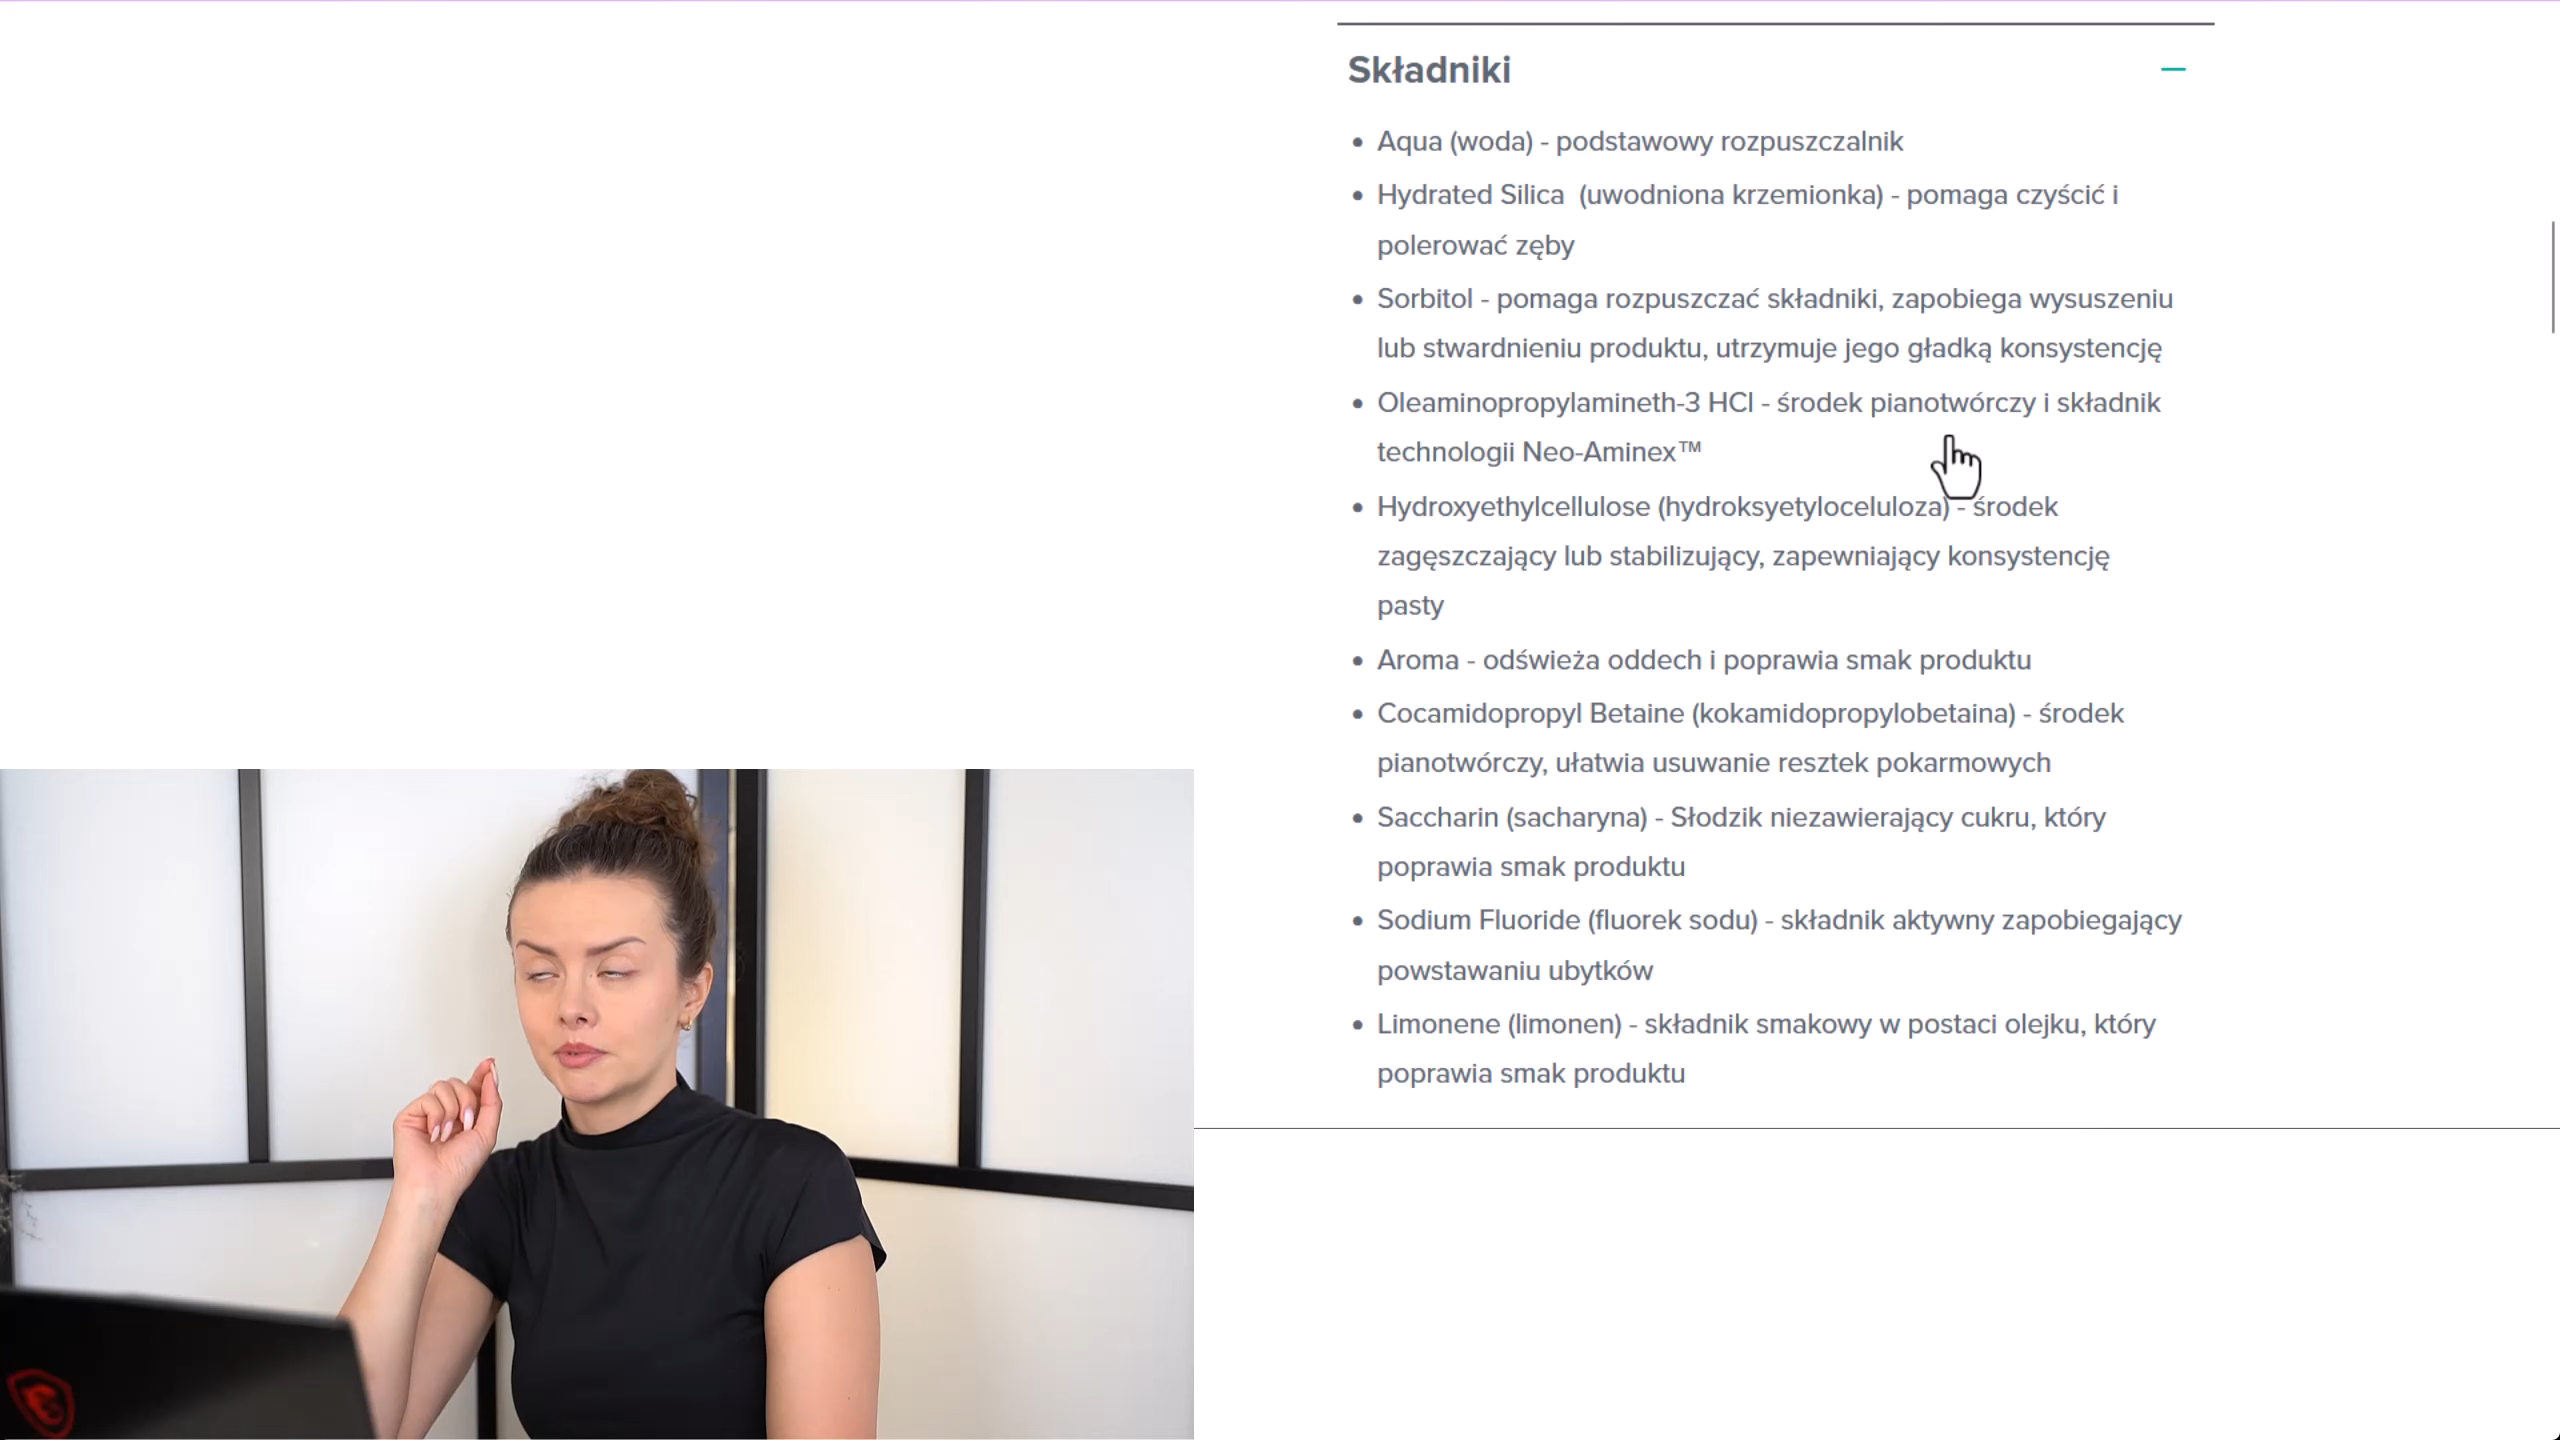 Składniki
Aqua (woda) - podstawowy rozpuszczalnik
Hydrated Silica (uwodniona krzemionka) - pomaga czyścić i
polerować zęby
Sorbitol - pomaga rozpuszczać składniki, zapobiega wysuszeniu
lub stwardnieniu produktu, utrzymuje jego gładką konsystencję
Oleaminopropylamineth-3 HCl - środek pianotwórczy i składnik
technologii Neo-Aminex™
Hydroxyethylcellulose (hydroksyetyloceluloza) - środek
zagęszczający lub stabilizujący, zapewniający konsystencję
pasty
Aroma - odświeża oddech i poprawia smak produktu
Cocamidopropyl Betaine (kokamidopropylobetaina) - środek
pianotwórczy, ułatwia usuwanie resztek pokarmowych
Saccharin (sacharyna) - Słodzik niezawierający cukru, który
poprawia smak produktu
Sodium Fluoride (fluorek sodu) - składnik aktywny zapobiegający
powstawaniu ubytków
Limonene (limonen) - składnik smakowy w postaci olejku, który
poprawia smak produktu